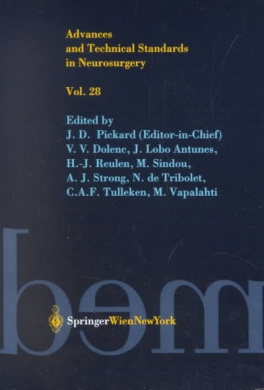 Advances
and Technical Standards
in Neurosurgery
Vol. 28
Edited by
J. D. Pickard (Editor-in-Chief)
V. V. Dolenc, J. Lobo Antunes,
H.-J. Reulen, M. Sindou,
A. J. Strong, N. de Tribolet,
C.A.F. Tulleken, M. Vapalahti
bem
SpringerWienNewYork